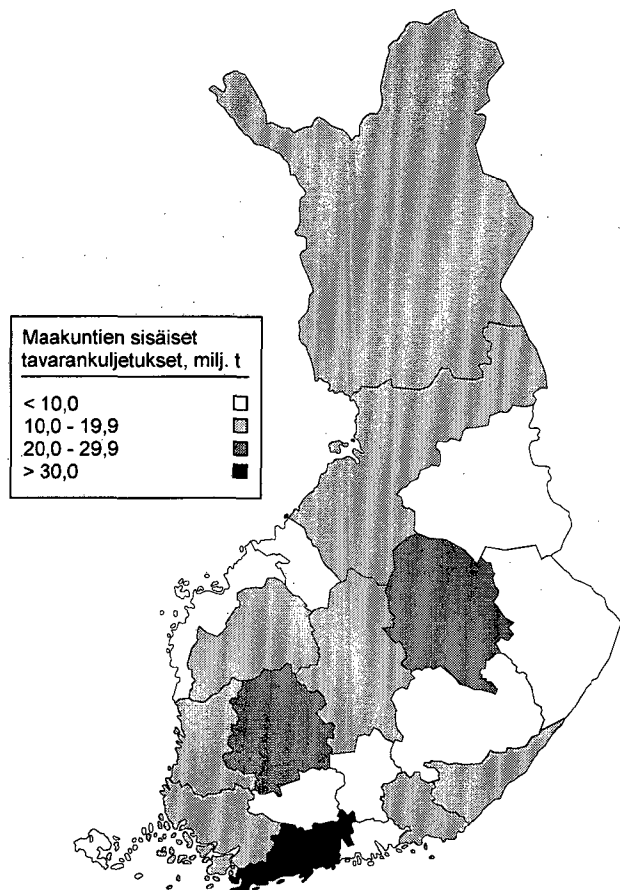 Maakuntien sisäiset
tavarankuljetukset, milj. t
< 10,0
10,0 - 19,9
20,0 - 29,9
> 30,0